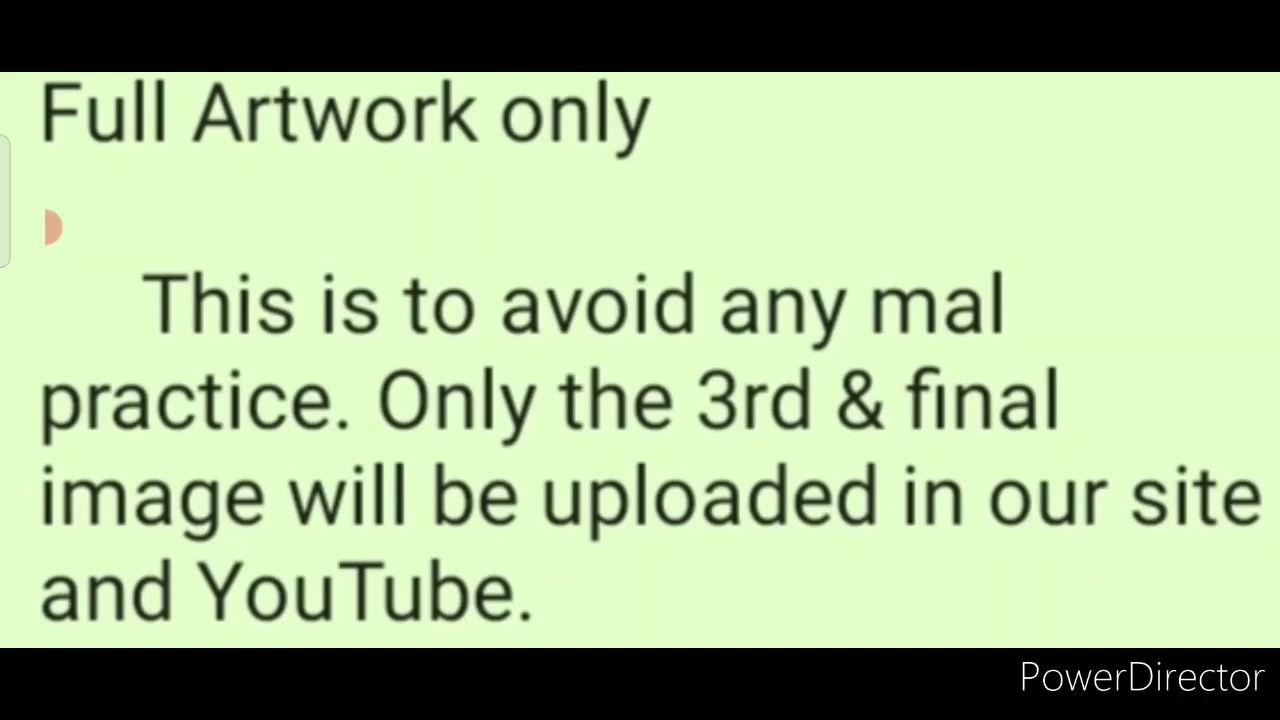 Full Artwork only
This is to avoid any mal
practice. Only the 3rd & final
image will be uploaded in our site
and YouTube.
PowerDirector